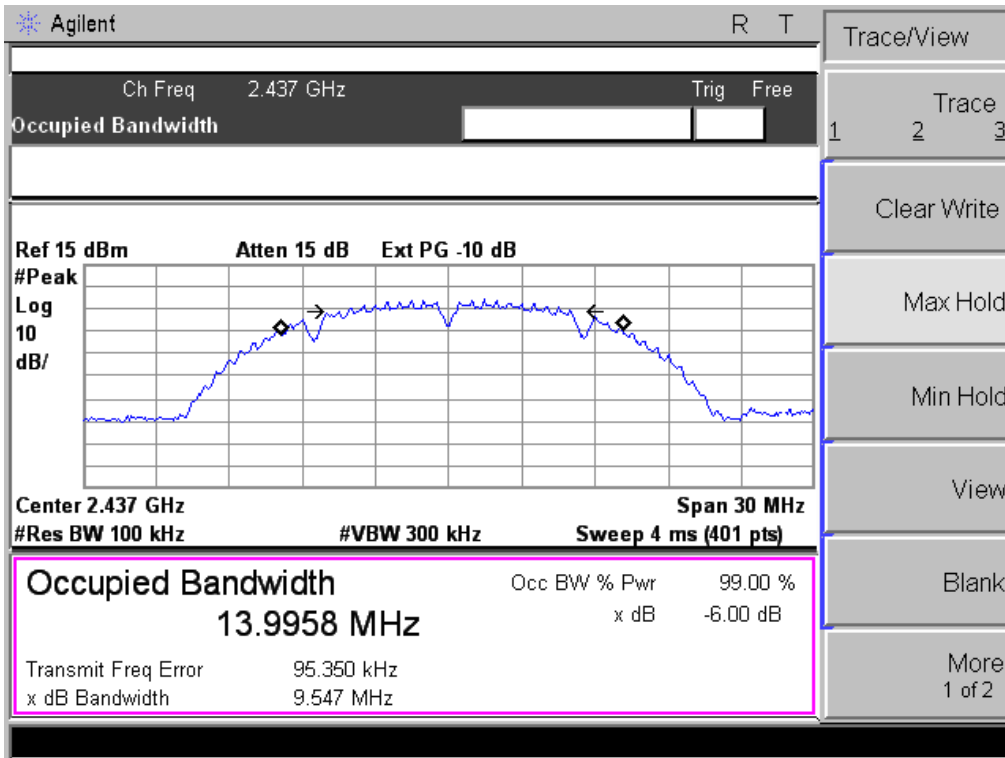 Agilent R T
Trace/View
Ch Freq 2.437 GHz Trig Free
Occupied Bandwidth
Trace
1 2 3
Clear Write
Ref 15 dBm Atten 15 dB Ext PG -10 dB
#Peak
Log
10
dB/
Max Hold
Min Hold
View
Center 2.437 GHz Span 30 MHz
#Res BW 100 kHz #VBW 300 kHz Sweep 4 ms (401 pts)
Occupied Bandwidth
13.9958 MHz
Occ BW % Pwr 99.00 %
x dB -6.00 dB
Transmit Freq Error 95.350 kHz
x dB Bandwidth 9.547 MHz
Blank
More
1 of 2